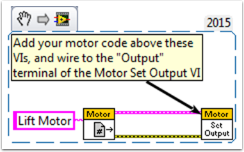 2015
Add your motor code above these
VIs, and wire to the "Output"
terminal of the Motor Set Output VI
Lift Motor
Motor
#
Motor
Set
Output